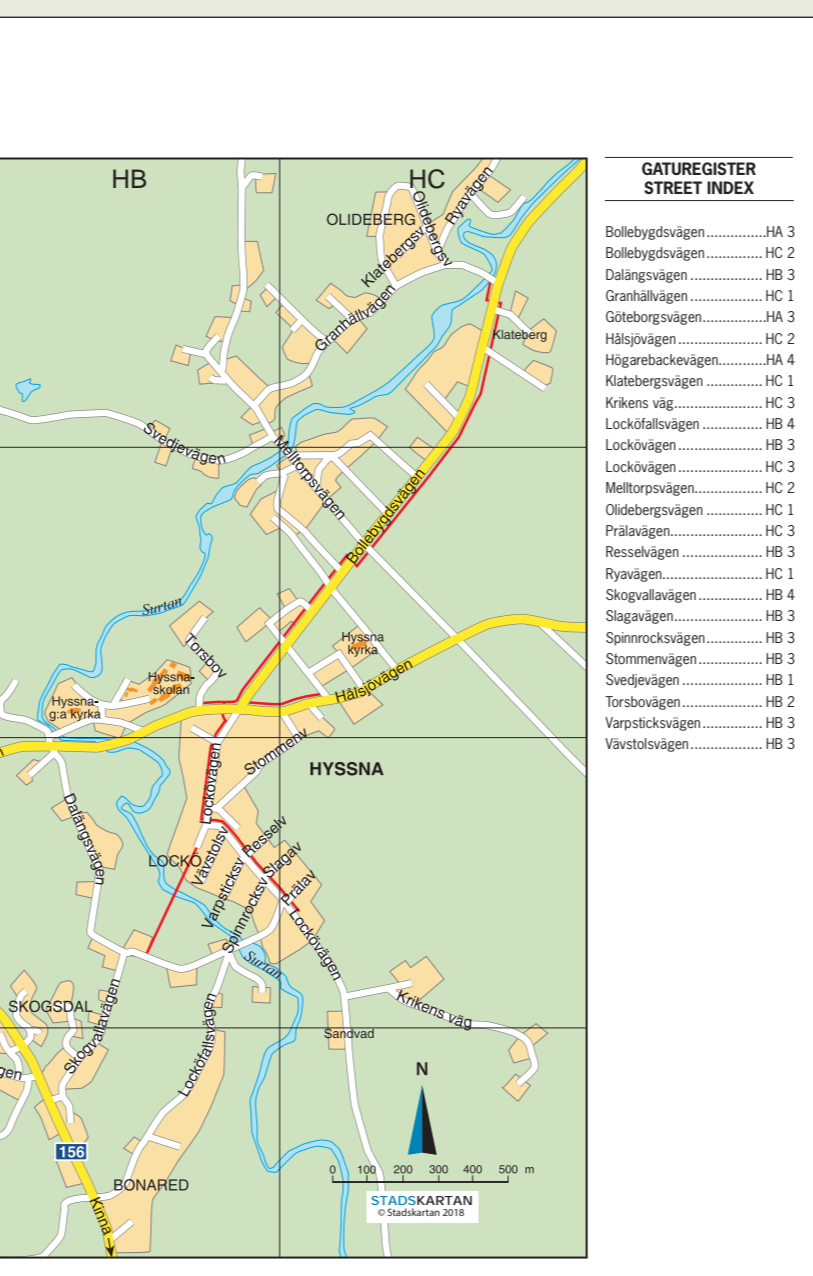 HB
HC
OLIDEBERG
Olidebergsv
Ryavägen
Klatebergsv
Granhällvägen
Klateberg
Svedjevägen
Melltorpsvägen
Bollebygdsvägen
Surtan
Torsbov
Hyssna
kyrka
Hyssna-
skolan
Hyssna-
g:a kyrka
Hålsjövägen
Stommenv
HYSSNA
Lockövägen
Dalängsvägen
LOCKÖ
Vävstolsv
Resselv
Varpsticksv
Slagav
Spinnrocksv
Prälav
Lockövägen
Surtan
Krikens väg
SKOGSDAL
Skogvallavägen
Locköfallsvägen
Sandvad
gen
N
156
0 100 200 300 400 500 m
BONARED
Kinna
STADSKARTAN
© Stadskartan 2018
GATUREGISTER
STREET INDEX
Bollebygdsvägen..............HA 3
Bollebygdsvägen.............. HC 2
Dalängsvägen.................. HB 3
Granhällvägen.................. HC 1
Göteborgsvägen...............HA 3
Hålsjövägen..................... HC 2
Högarebackevägen...........HA 4
Klatebergsvägen.............. HC 1
Krikens väg...................... HC 3
Locköfallsvägen............... HB 4
Lockövägen..................... HB 3
Lockövägen..................... HC 3
Melltorpsvägen................. HC 2
Olidebergsvägen.............. HC 1
Prälavägen....................... HC 3
Resselvägen.................... HB 3
Ryavägen......................... HC 1
Skogvallavägen................ HB 4
Slagavägen...................... HB 3
Spinnrocksvägen.............. HB 3
Stommenvägen................ HB 3
Svedjevägen.................... HB 1
Torsbovägen.................... HB 2
Varpsticksvägen............... HB 3
Vävstolsvägen.................. HB 3